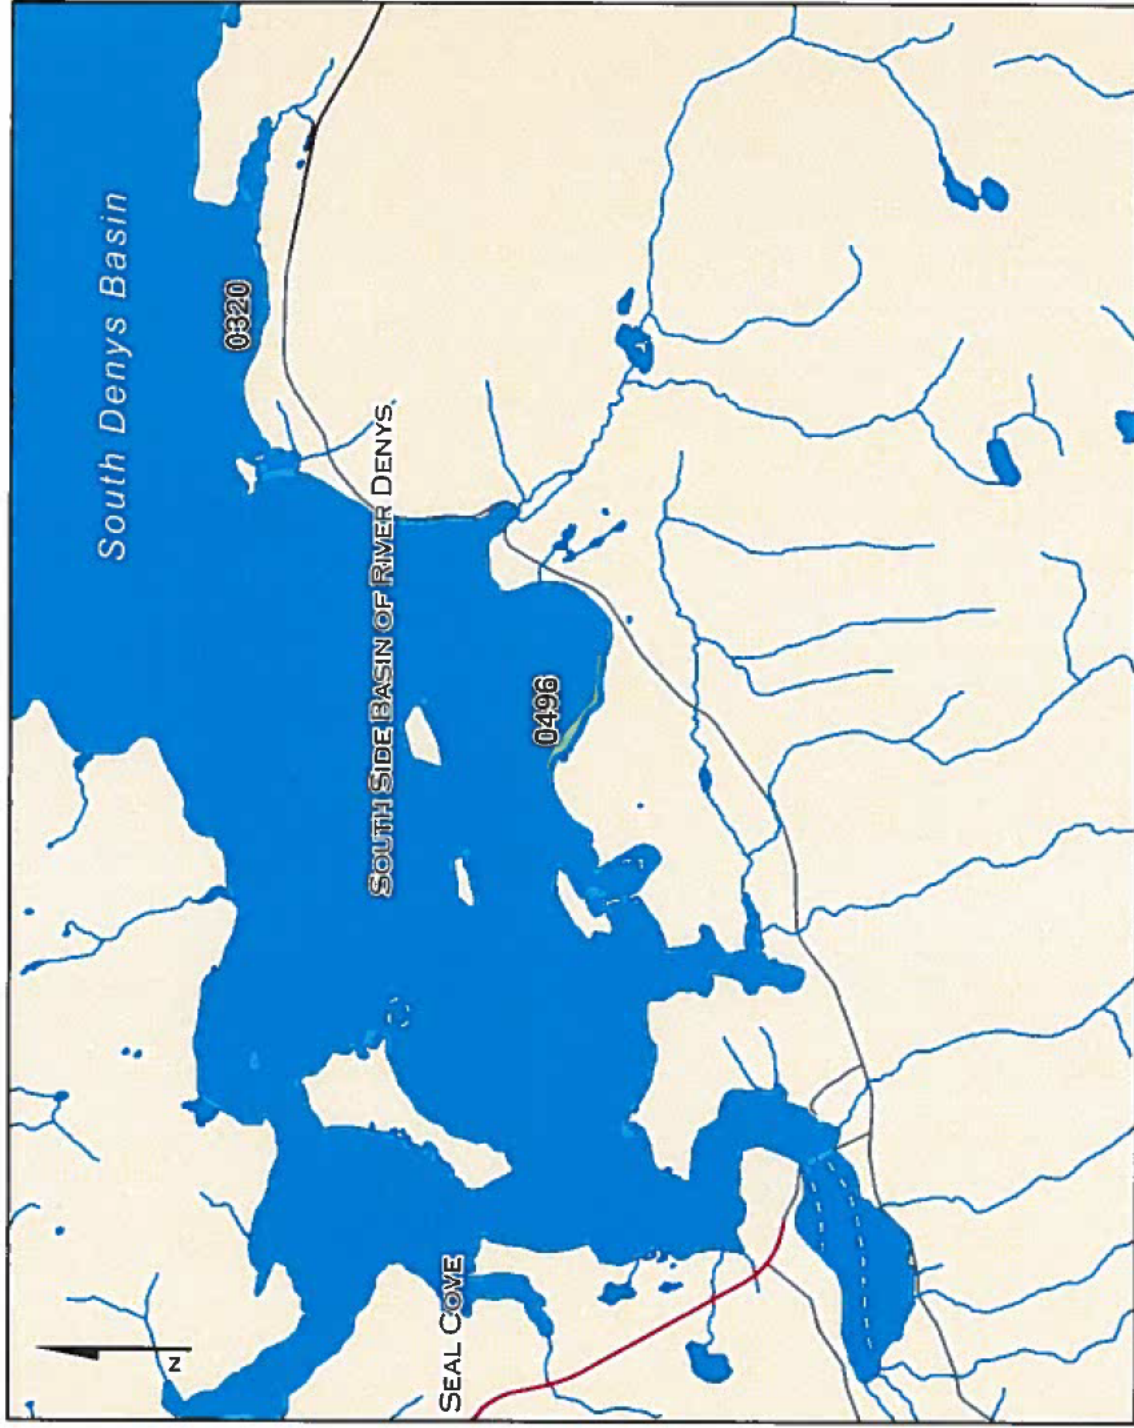 South Denys Basin
0320
SOUTH SIDE BASIN OF RIVER DENYS
0496
SEAL COVE
N